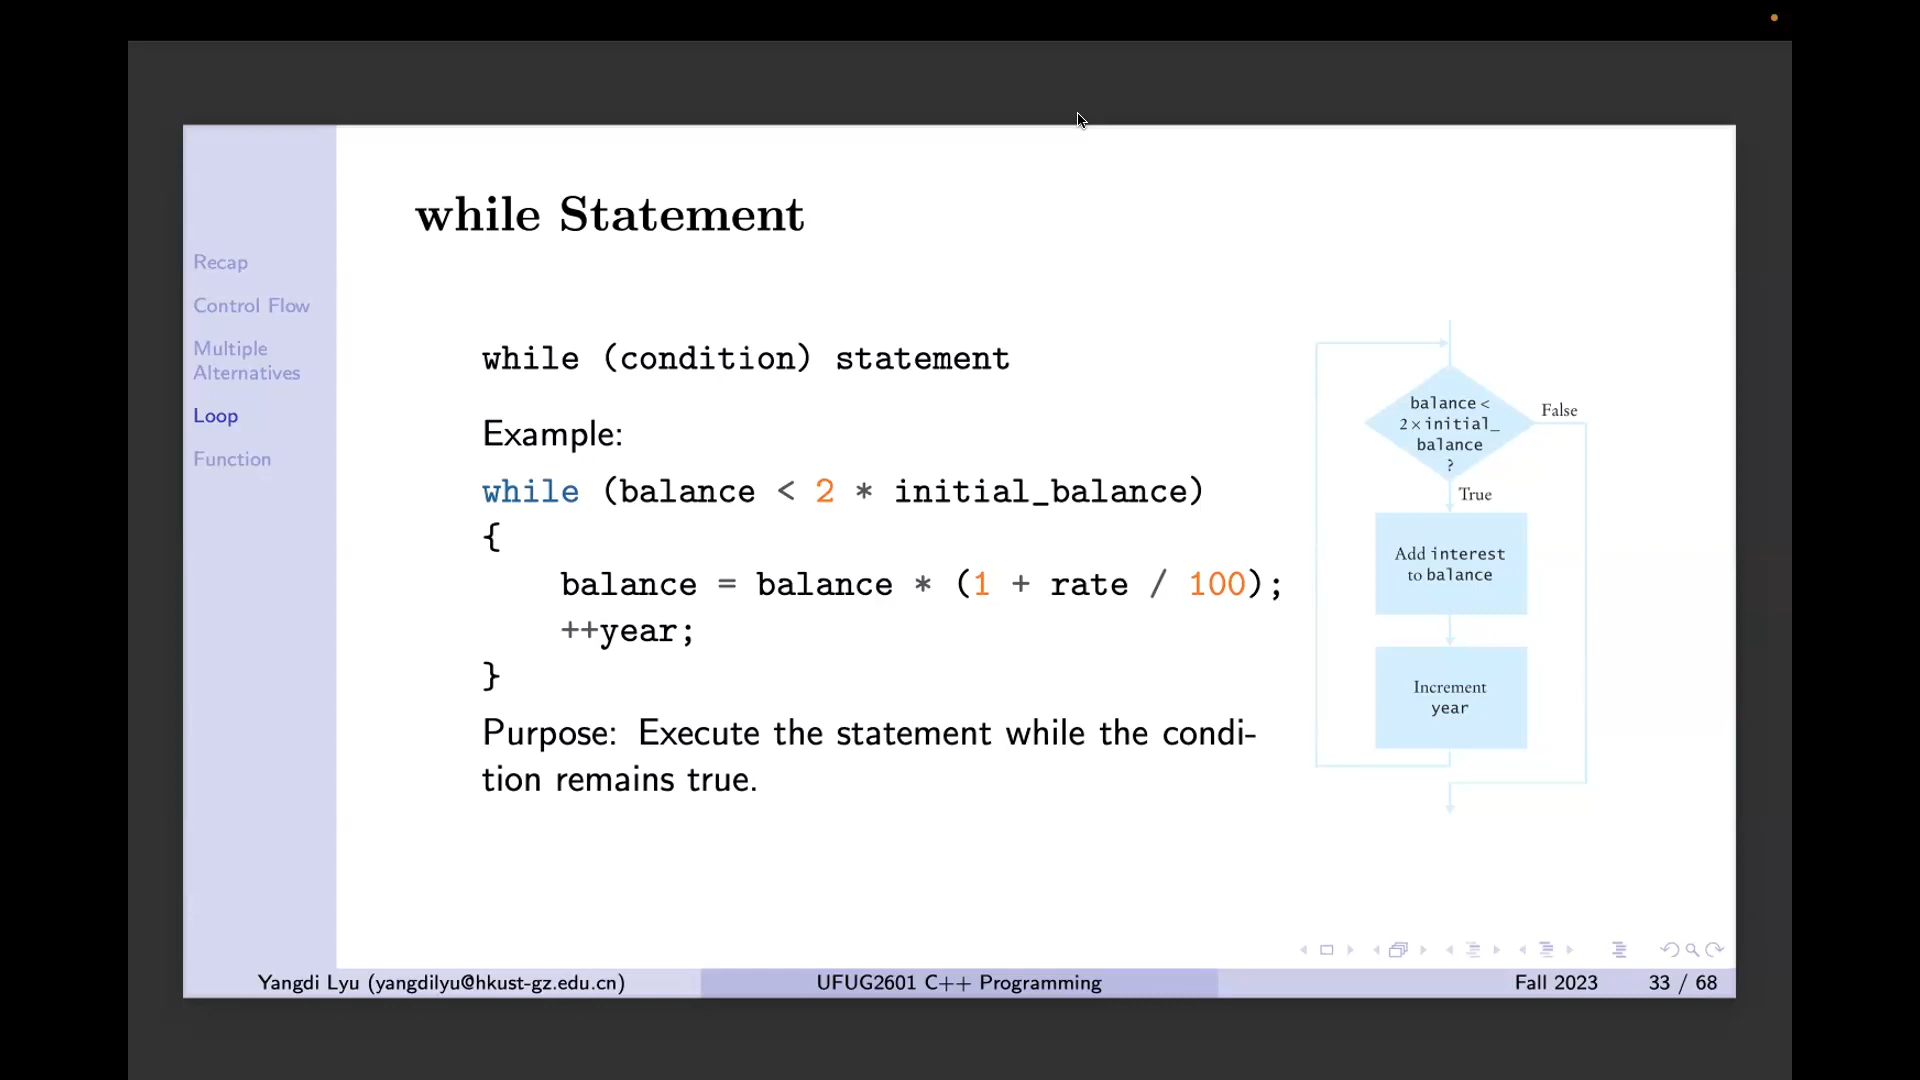 while Statement
Recap
Control Flow
Multiple
Alternatives
Loop
Function
while (condition) statement
Example:
while (balance < 2 * initial_balance)
{
    balance = balance * (1 + rate / 100);
    ++year;
}
Purpose: Execute the statement while the condi-
tion remains true.
balance <
2 × initial_
balance
?
False
True
Add interest
to balance
Increment
year
Yangdi Lyu (yangdilyu@hkust-gz.edu.cn)
UFUG2601 C++ Programming
Fall 2023
33 / 68